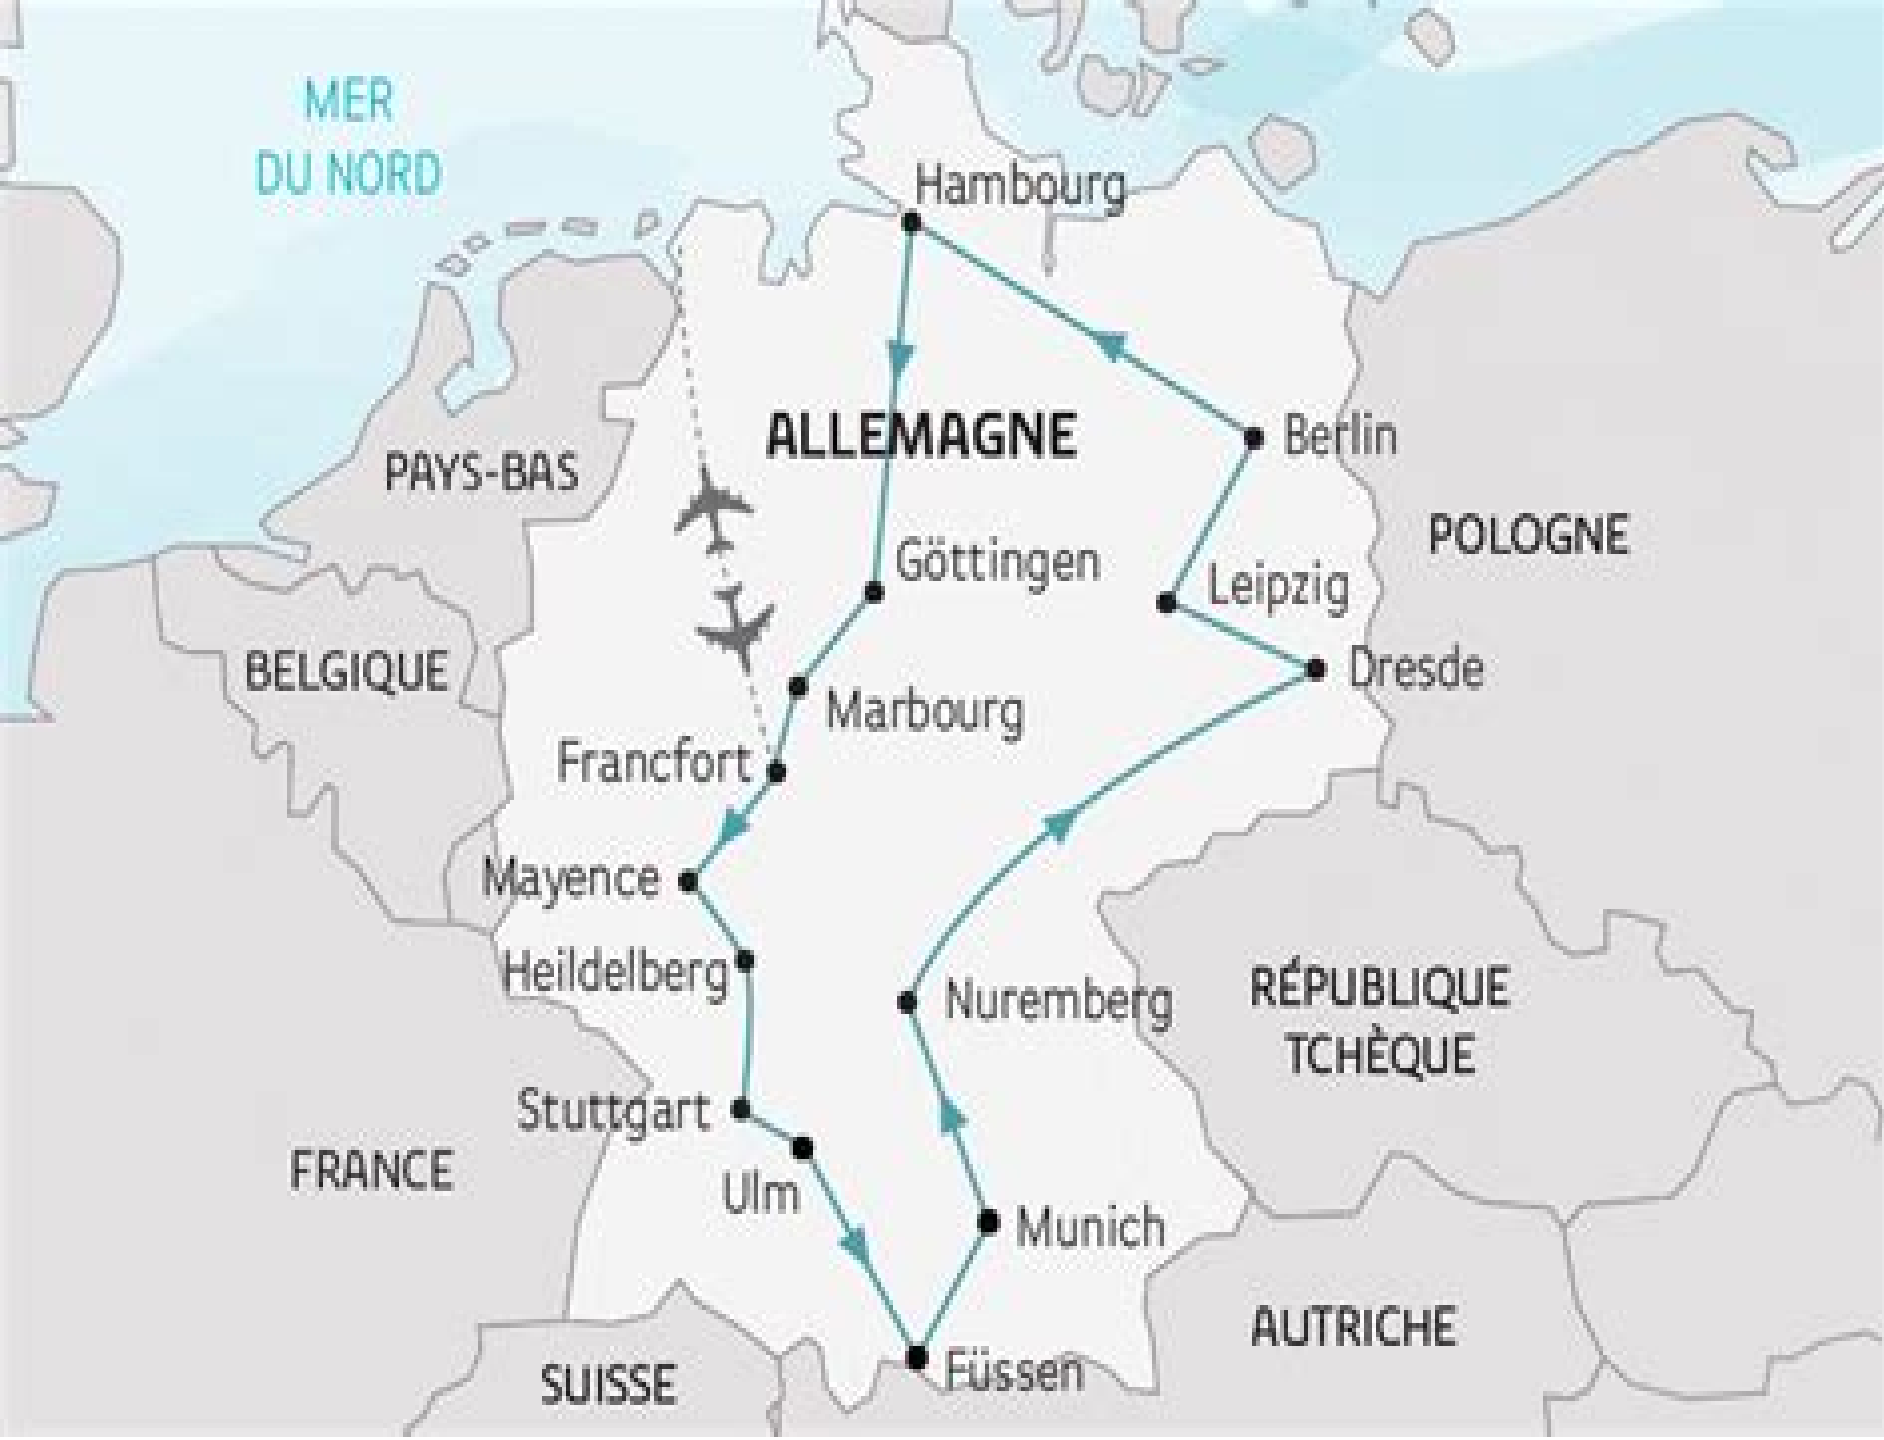 MER
DU NORD
Hambourg
ALLEMAGNE
Berlin
PAYS-BAS
POLOGNE
Göttingen
Leipzig
BELGIQUE
Dresde
Marbourg
Francfort
Mayence
Heildelberg
Nuremberg
RÉPUBLIQUE
TCHÈQUE
Stuttgart
FRANCE
Ulm
Munich
AUTRICHE
SUISSE
Füssen